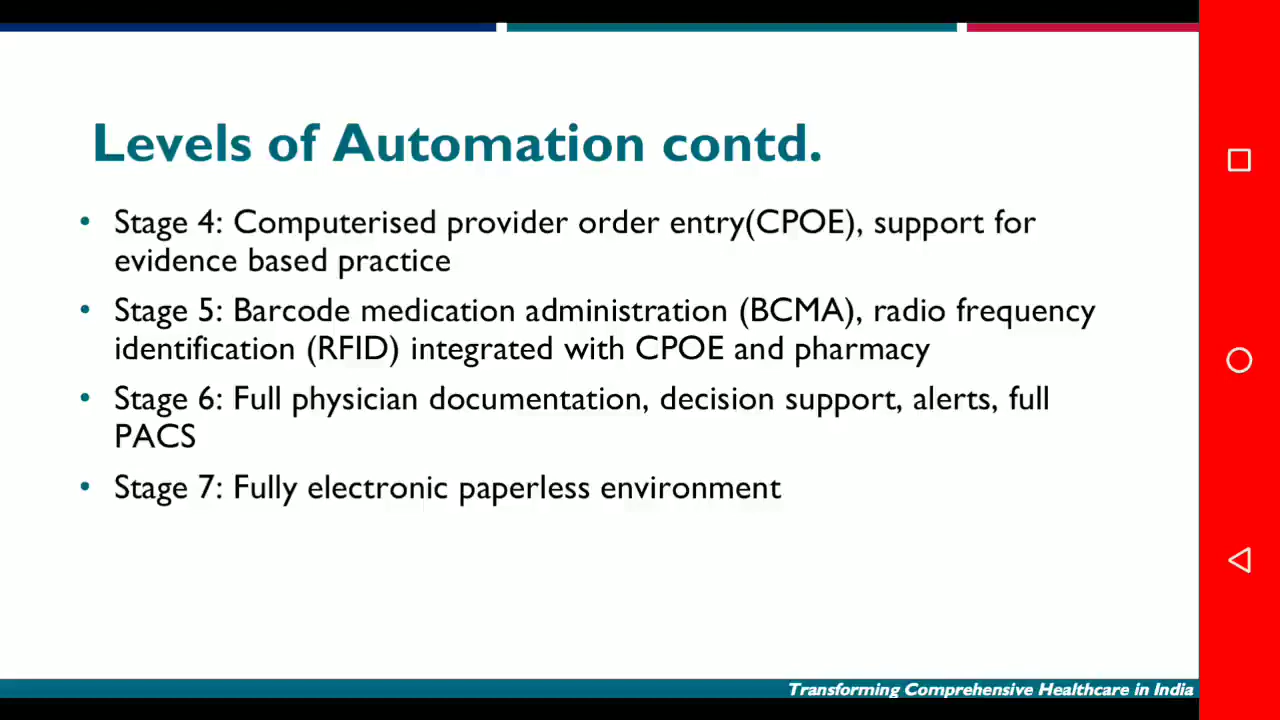 Levels of Automation contd.
• Stage 4: Computerised provider order entry(CPOE), support for
evidence based practice
• Stage 5: Barcode medication administration (BCMA), radio frequency
identification (RFID) integrated with CPOE and pharmacy
• Stage 6: Full physician documentation, decision support, alerts, full
PACS
• Stage 7: Fully electronic paperless environment
Transforming Comprehensive Healthcare in India